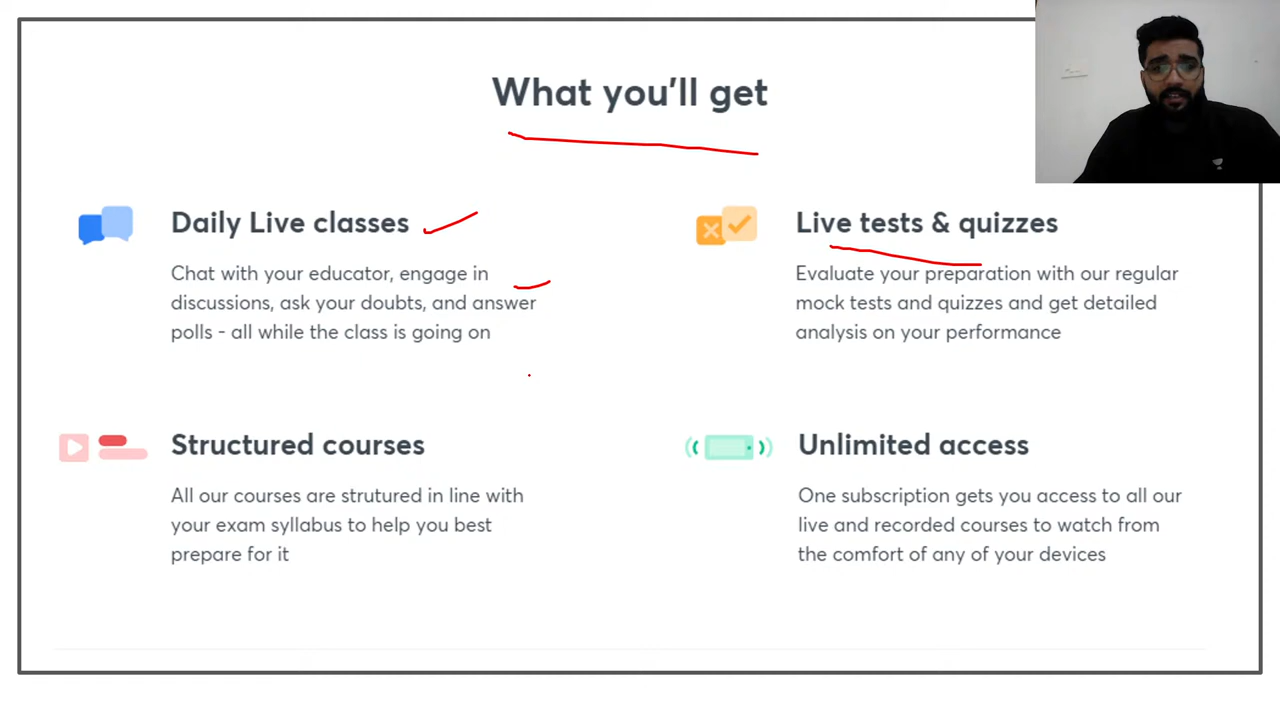 What you'll get
Daily Live classes
Chat with your educator, engage in
discussions, ask your doubts, and answer
polls - all while the class is going on
Live tests & quizzes
Evaluate your preparation with our regular
mock tests and quizzes and get detailed
analysis on your performance
Structured courses
All our courses are strutured in line with
your exam syllabus to help you best
prepare for it
Unlimited access
One subscription gets you access to all our
live and recorded courses to watch from
the comfort of any of your devices